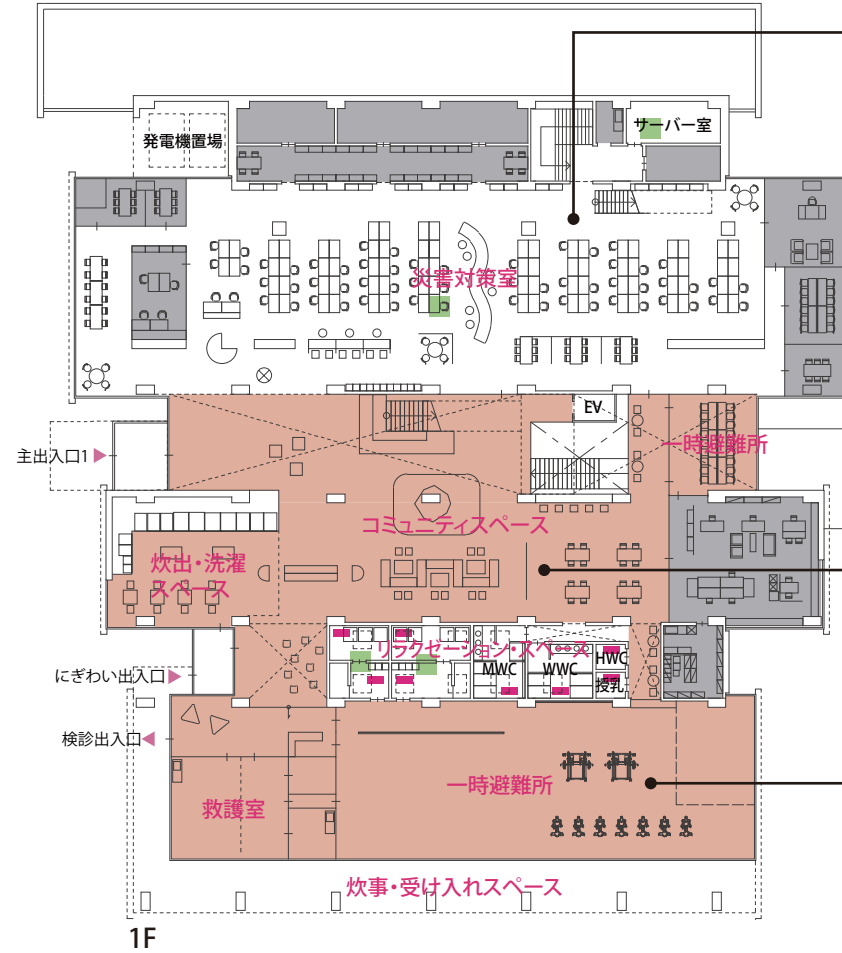 発電機置場
サーバー室
災害対策室
EV
主出入口1
一時避難所
コミュニティスペース
炊出・洗濯
スペース
リラクゼーション・スペース
MWC
WWC
HWC
授乳
にぎわい出入口
検診出入口
一時避難所
救護室
炊事・受け入れスペース
1F